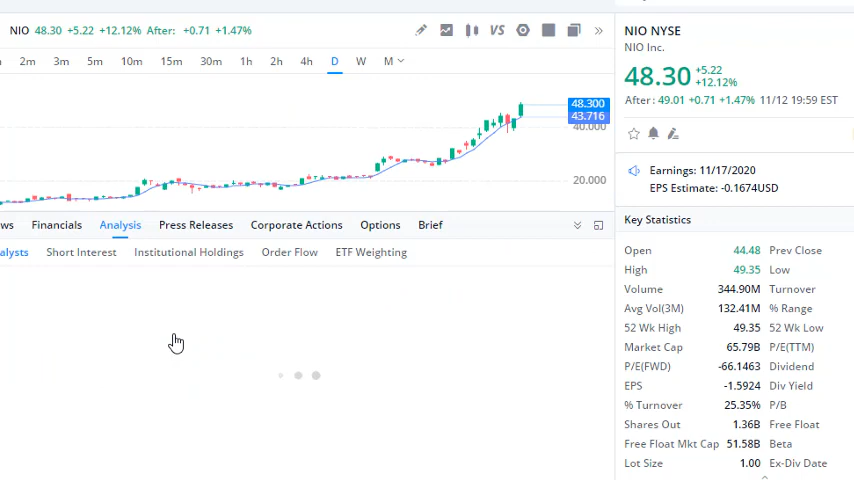 NIO 48.30 +5.22 +12.12% After: +0.71 +1.47% VS
2m 3m 5m 10m 15m 30m 1h 2h 4h D W M
48.300
43.716
40.000
20.000
ws Financials Analysis Press Releases Corporate Actions Options Brief
alysts Short Interest Institutional Holdings Order Flow ETF Weighting
NIO NYSE
NIO Inc.
48.30 +5.22
+12.12%
After: 49.01 +0.71 +1.47% 11/12 19:59 EST
Earnings: 11/17/2020
EPS Estimate: -0.1674USD
Key Statistics
Open 44.48 Prev Close
High 49.35 Low
Volume 344.90M Turnover
Avg Vol(3M) 132.41M % Range
52 Wk High 49.35 52 Wk Low
Market Cap 65.79B P/E(TTM)
P/E(FWD) -66.1463 Dividend
EPS -1.5924 Div Yield
% Turnover 25.35% P/B
Shares Out 1.36B Free Float
Free Float Mkt Cap 51.58B Beta
Lot Size 1.00 Ex-Div Date